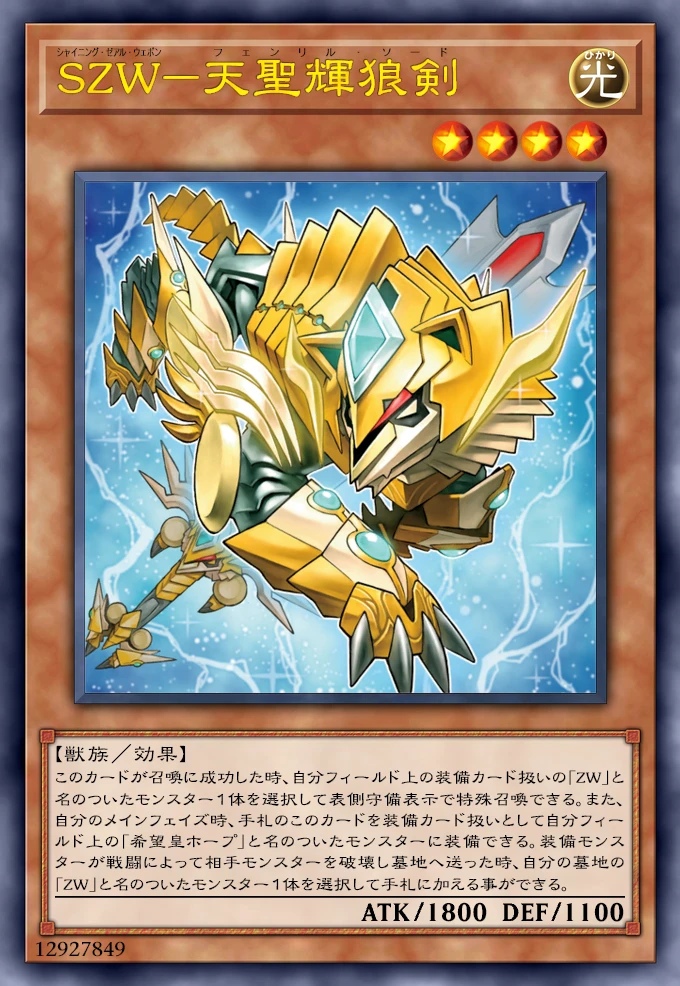 シャイニング・ゼアル・ウェポン フェンリル・ソード
SZW－天聖輝狼剣
ひかり
光
【獣族／効果】
このカードが召喚に成功した時、自分フィールド上の装備カード扱いの「ZW」と
名のついたモンスター１体を選択して表側守備表示で特殊召喚できる。また、
自分のメインフェイズ時、手札のこのカードを装備カード扱いとして自分フィー
ルド上の「希望皇ホープ」と名のついたモンスターに装備できる。装備モンス
ターが戦闘によって相手モンスターを破壊し墓地へ送った時、自分の墓地の
「ZW」と名のついたモンスター１体を選択して手札に加える事ができる。
ATK/1800 DEF/1100
12927849